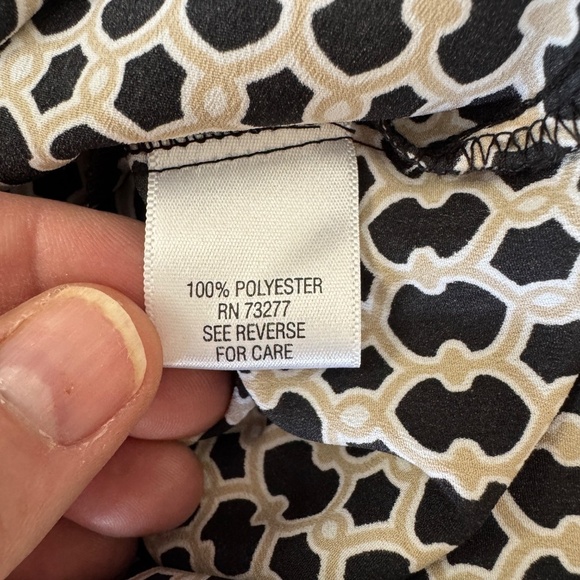 100% POLYESTER
RN 73277
SEE REVERSE
FOR CARE